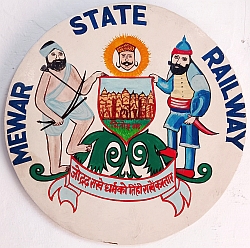 MEWAR STATE RAILWAY
जो दृढ राखे धर्म को तिही राखे करतार